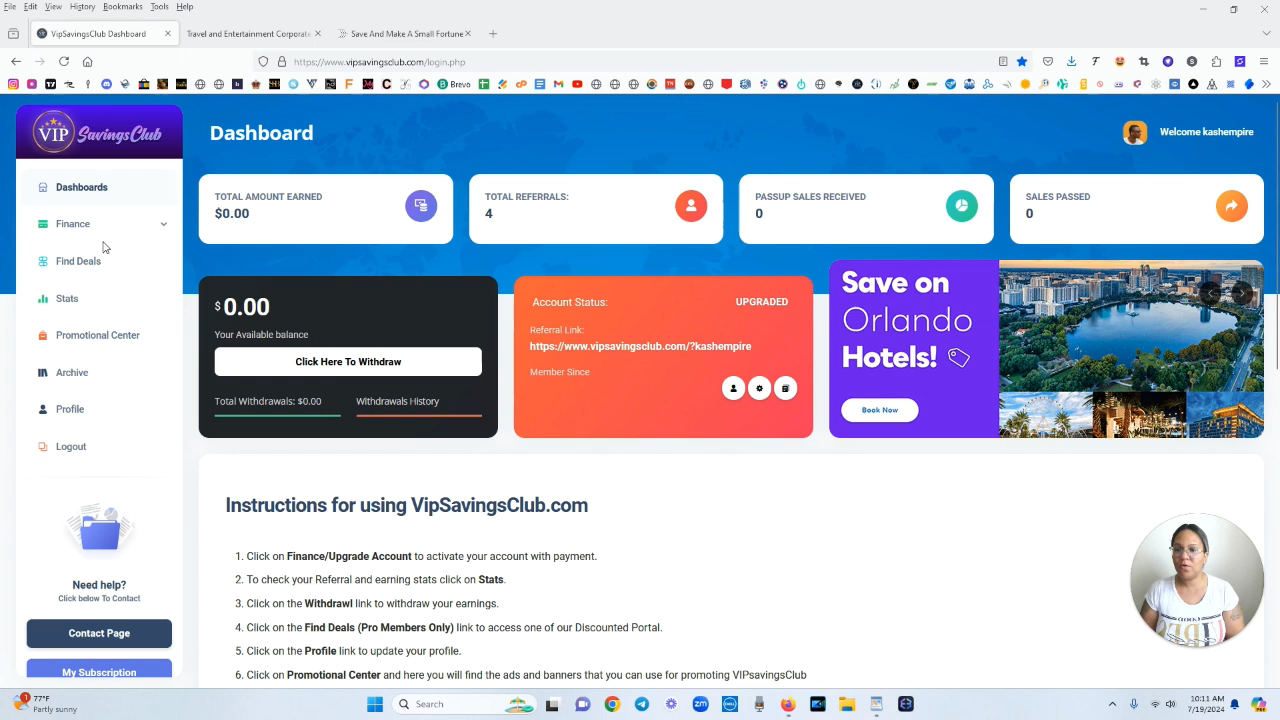 File Edit View History Bookmarks Tools Help
VipSavingsClub Dashboard
Travel and Entertainment Corporate
Save And Make A Small Fortune
https://www.vipsavingsclub.com/login.php
Brevo
VIP SavingsClub
Dashboard
Welcome kashempire
Dashboards
Finance
Find Deals
Stats
Promotional Center
Archive
Profile
Logout
Need help?
Click below To Contact
Contact Page
My Subscription
TOTAL AMOUNT EARNED
$0.00
TOTAL REFERRALS:
4
PASSUP SALES RECEIVED
0
SALES PASSED
0
$0.00
Your Available balance
Click Here To Withdraw
Total Withdrawals: $0.00
Withdrawals History
Account Status: UPGRADED
Referral Link:
https://www.vipsavingsclub.com/?kashempire
Member Since
Save on
Orlando
Hotels!
Book Now
Instructions for using VipSavingsClub.com
1. Click on Finance/Upgrade Account to activate your account with payment.
2. To check your Referral and earning stats click on Stats.
3. Click on the Withdrawl link to withdraw your earnings.
4. Click on the Find Deals (Pro Members Only) link to access one of our Discounted Portal.
5. Click on the Profile link to update your profile.
6. Click on Promotional Center and here you will find the ads and banners that you can use for promoting VIPsavingsClub
1
77°F
Partly sunny
Search
10:11 AM
7/19/2024